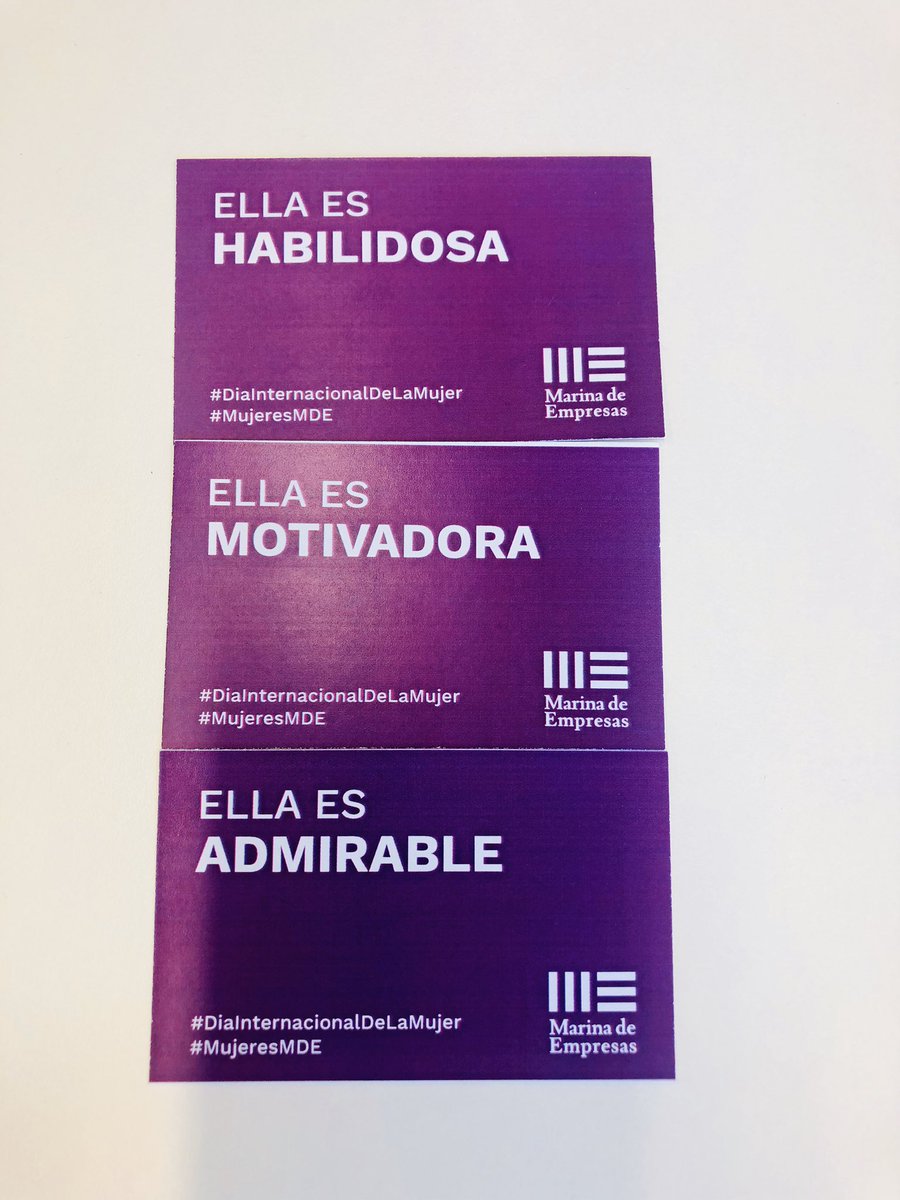 ELLA ES
HABILIDOSA
#DiaInternacionalDeLaMujer
#MujeresMDE
Marina de
Empresas
ELLA ES
MOTIVADORA
#DiaInternacionalDeLaMujer
#MujeresMDE
Marina de
Empresas
ELLA ES
ADMIRABLE
#DiaInternacionalDeLaMujer
#MujeresMDE
Marina de
Empresas